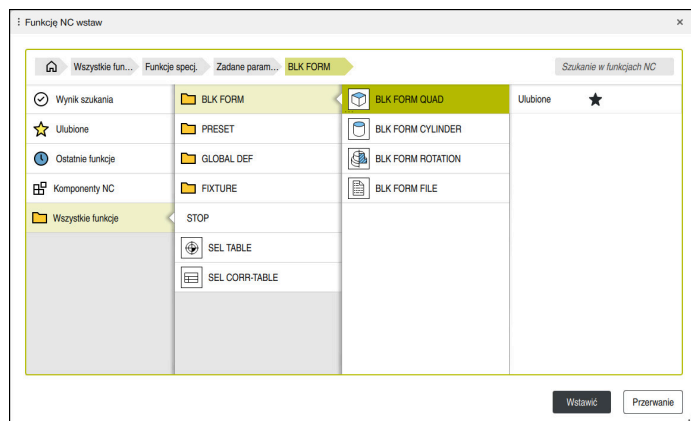 Funkcję NC wstaw
Wszystkie fun... Funkcje specj. Zadane param... BLK FORM Szukanie w funkcjach NC
Wynik szukania BLK FORM BLK FORM QUAD Ulubione
Ulubione PRESET BLK FORM CYLINDER
Ostatnie funkcje GLOBAL DEF BLK FORM ROTATION
Komponenty NC FIXTURE BLK FORM FILE
Wszystkie funkcje STOP
SEL TABLE
SEL CORR-TABLE
Wstawić Przerwanie